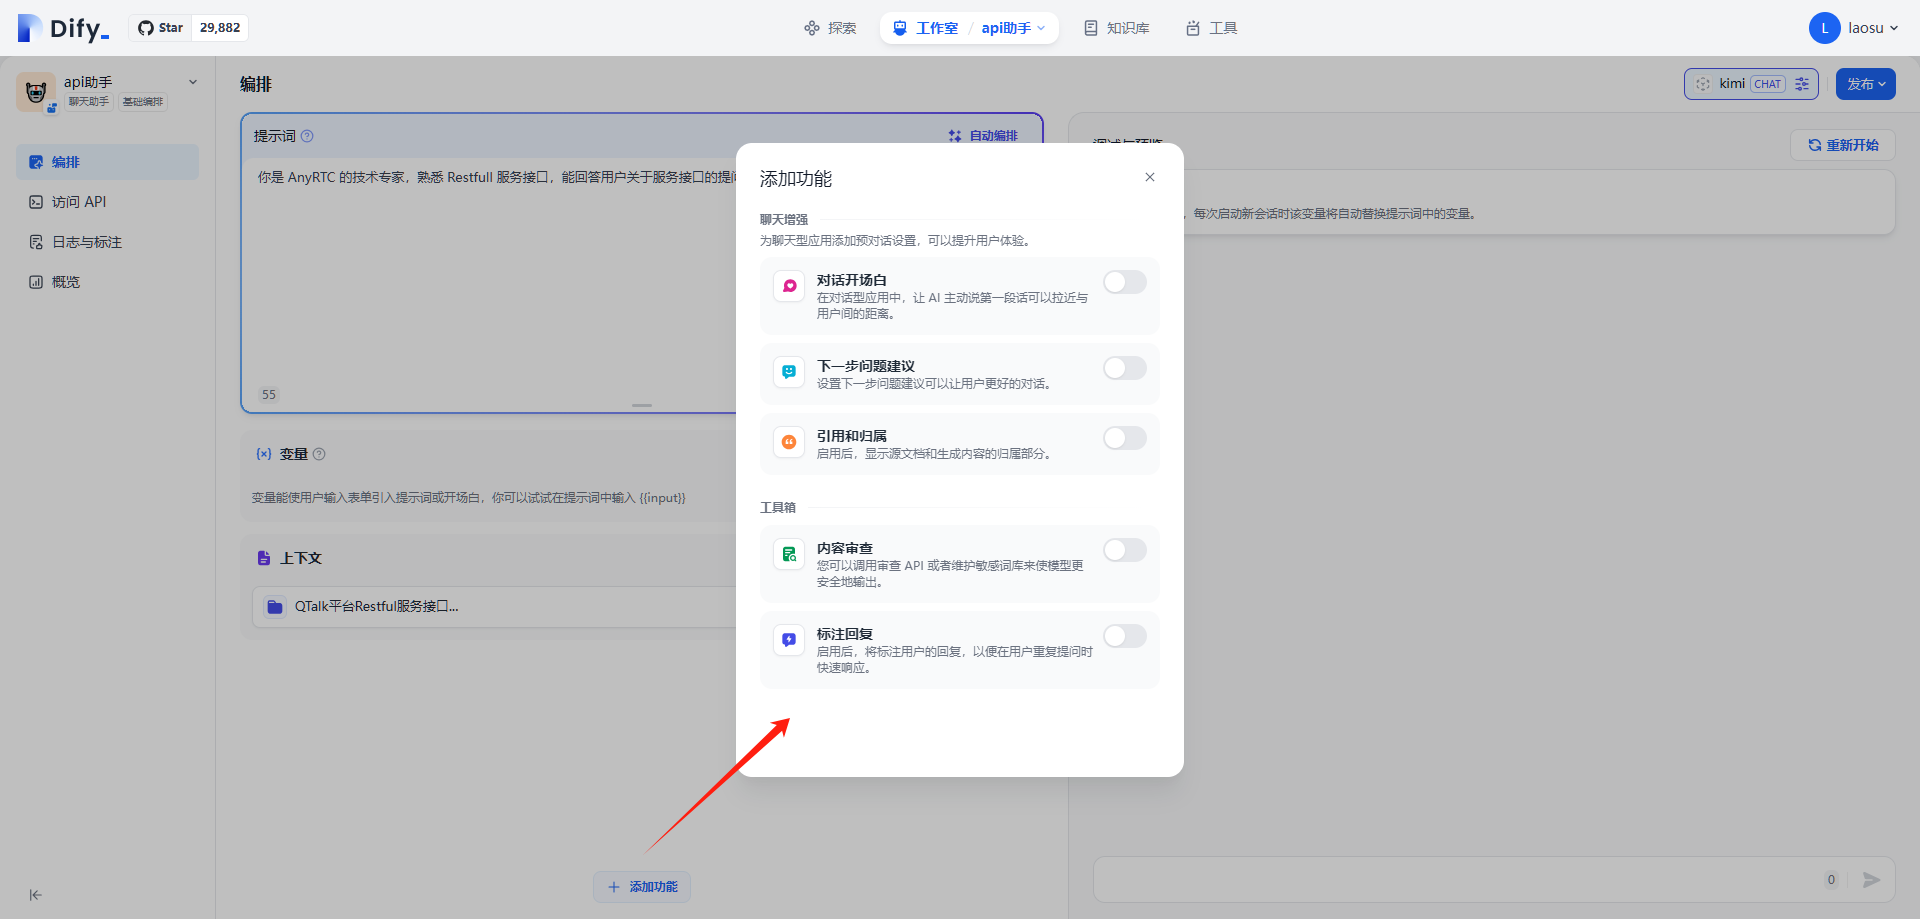 Dify_
Star 29,882
探索
工作室 / api助手
知识库
工具
L laosu
api助手
聊天助手 基础编排
编排
访问 API
日志与标注
概览
编排
kimi CHAT
发布
提示词
自动编排
你是 AnyRTC 的技术专家，熟悉 Restfull 服务接口，能回答用户关于服务接口的提
55
{x} 变量
变量能使用户输入表单引入提示词或开场白，你可以试试在提示词中输入 {{input}}
上下文
QTalk平台Restful服务接口...
添加功能
重新开始
，每次启动新会话时该变量将自动替换提示词中的变量。
0
添加功能
聊天增强
为聊天型应用添加预对话设置，可以提升用户体验。
对话开场白
在对话型应用中，让 AI 主动说第一段话可以拉近与
用户间的距离。
下一步问题建议
设置下一步问题建议可以让用户更好的对话。
引用和归属
启用后，显示源文档和生成内容的归属部分。
工具箱
内容审查
您可以调用审查 API 或者维护敏感词库来使模型更
安全地输出。
标注回复
启用后，将标注用户的回复，以便在用户重复提问时
快速响应。